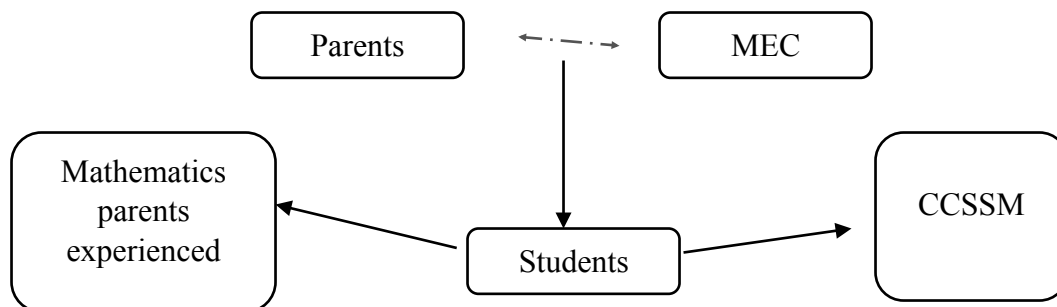 Parents
MEC
Mathematics
parents
experienced
CCSSM
Students